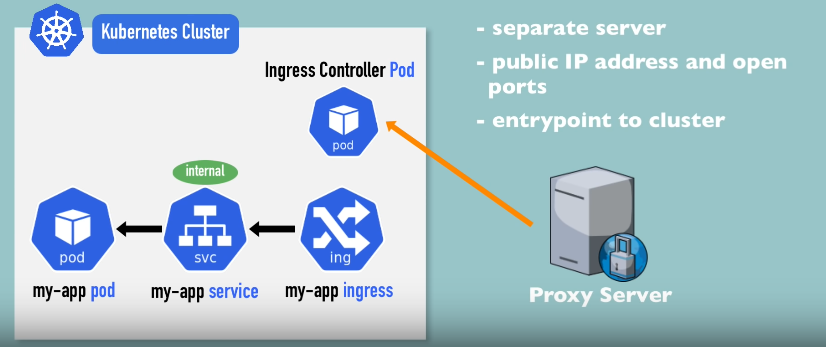 Kubernetes Cluster
Ingress Controller Pod
pod
internal
pod
svc
ing
my-app pod
my-app service
my-app ingress
- separate server
- public IP address and open
ports
- entrypoint to cluster
Proxy Server